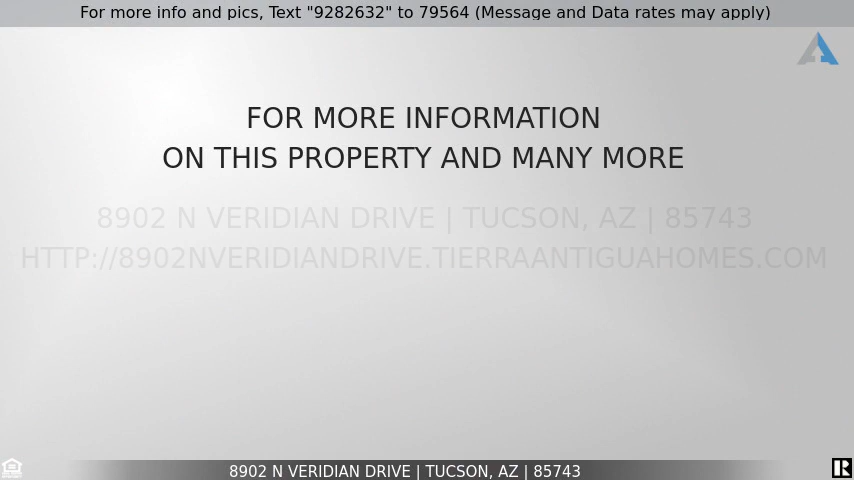 For more info and pics, Text "9282632" to 79564 (Message and Data rates may apply)
FOR MORE INFORMATION
ON THIS PROPERTY AND MANY MORE
8902 N VERIDIAN DRIVE | TUCSON, AZ | 85743
HTTP://8902NVERIDIANDRIVE.TIERRAANTIGUAHOMES.COM
8902 N VERIDIAN DRIVE | TUCSON, AZ | 85743